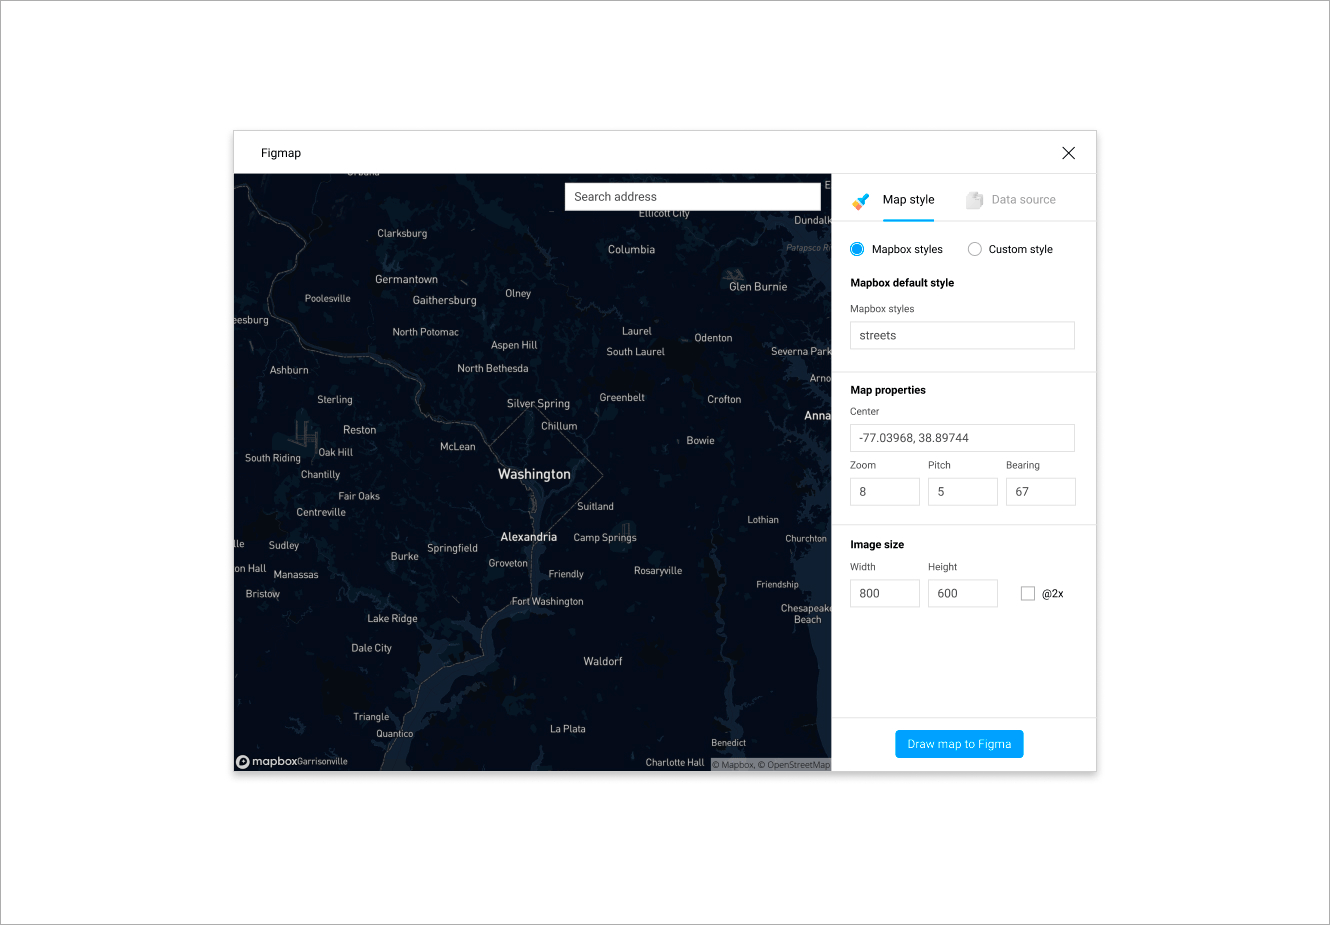 Figmap
Search address
Ellicott City
Dundalk
Clarksburg
Columbia
Germantown
Glen Burnie
Poolesville
Gaithersburg
Olney
eesburg
North Potomac
Laurel
Odenton
Aspen Hill
South Laurel
Severna Park
Ashburn
North Bethesda
Arno
Sterling
Silver Spring
Greenbelt
Crofton
Anna
Reston
Chillum
McLean
Bowie
South Riding
Oak Hill
Chantilly
Washington
Fair Oaks
Centreville
Suitland
Lothian
Alexandria
Camp Springs
Churchton
lle
Sudley
Burke
Springfield
Groveton
on Hall
Manassas
Friendly
Rosaryville
Bristow
Friendship
Fort Washington
Chesapeake
Beach
Lake Ridge
Dale City
Waldorf
Triangle
Quantico
La Plata
Benedict
mapbox
Garrisonville
Charlotte Hall
© Mapbox, © OpenStreetMap
Map style
Data source
Mapbox styles
Custom style
Mapbox default style
Mapbox styles
streets
Map properties
Center
-77.03968, 38.89744
Zoom
Pitch
Bearing
8
5
67
Image size
Width
Height
800
600
@2x
Draw map to Figma